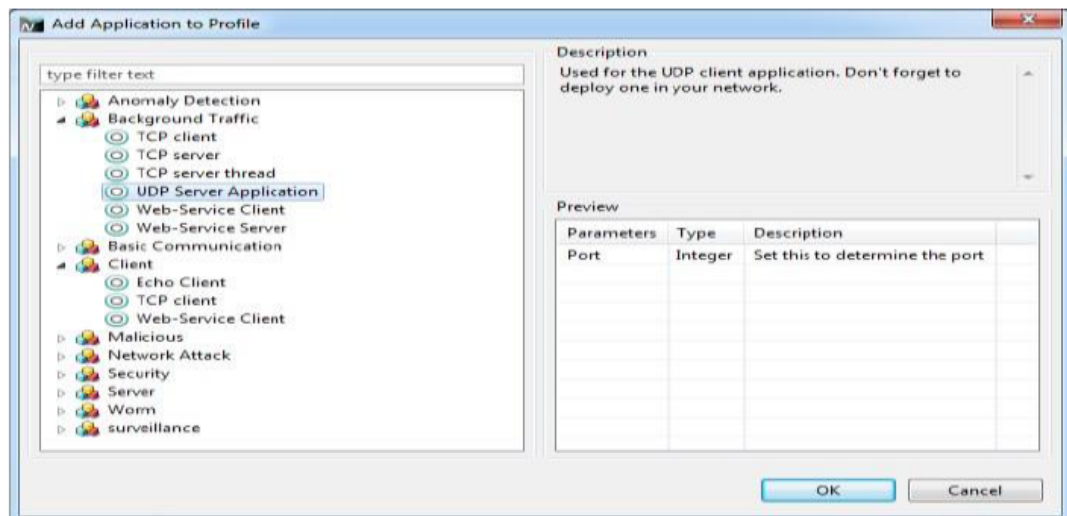 Add Application to Profile
type filter text
Anomaly Detection
Background Traffic
TCP client
TCP server
TCP server thread
UDP Server Application
Web-Service Client
Web-Service Server
Basic Communication
Client
Echo Client
TCP client
Web-Service Client
Malicious
Network Attack
Security
Server
Worm
surveillance
Description
Used for the UDP client application. Don't forget to
deploy one in your network.
Preview
Parameters Type Description
Port Integer Set this to determine the port
OK Cancel